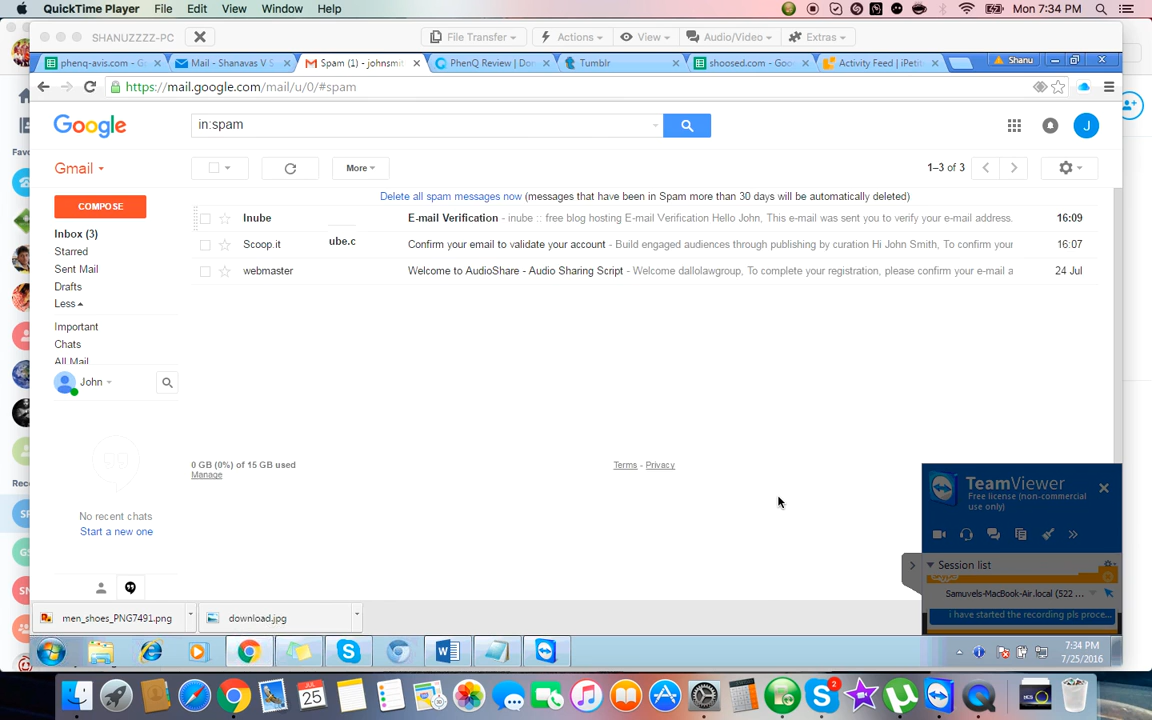 QuickTime Player File Edit View Window Help Mon 7:34 PM
SHANUZZZZ-PC File Transfer Actions View Audio/Video Extras
phenq-avis.com - G Mail - Shanavas V S Spam (1) - johnsmit PhenQ Review | Don Tumblr shoosed.com - Goog Activity Feed | iPetit Shanu
https://mail.google.com/mail/u/0/#spam
Google in:spam J
Gmail More 1–3 of 3
Delete all spam messages now (messages that have been in Spam more than 30 days will be automatically deleted)
COMPOSE
Inube E-mail Verification - inube :: free blog hosting E-mail Verification Hello John, This e-mail was sent you to verify your e-mail address. 16:09
Inbox (3)
Scoop.it ube.c Confirm your email to validate your account - Build engaged audiences through publishing by curation Hi John Smith, To confirm your 16:07
Starred
Sent Mail webmaster Welcome to AudioShare - Audio Sharing Script - Welcome dallolawgroup, To complete your registration, please confirm your e-mail a 24 Jul
Drafts
Less
Important
Chats
All Mail
John
Favo
0 GB (0%) of 15 GB used Terms - Privacy
Manage
Rece
No recent chats
Start a new one
TeamViewer
Free license (non-commercial
use only)
Session list
Samuvels-MacBook-Air.local (522 ...
i have started the recording pls proce...
men_shoes_PNG7491.png download.jpg
7:34 PM
7/25/2016
25
2